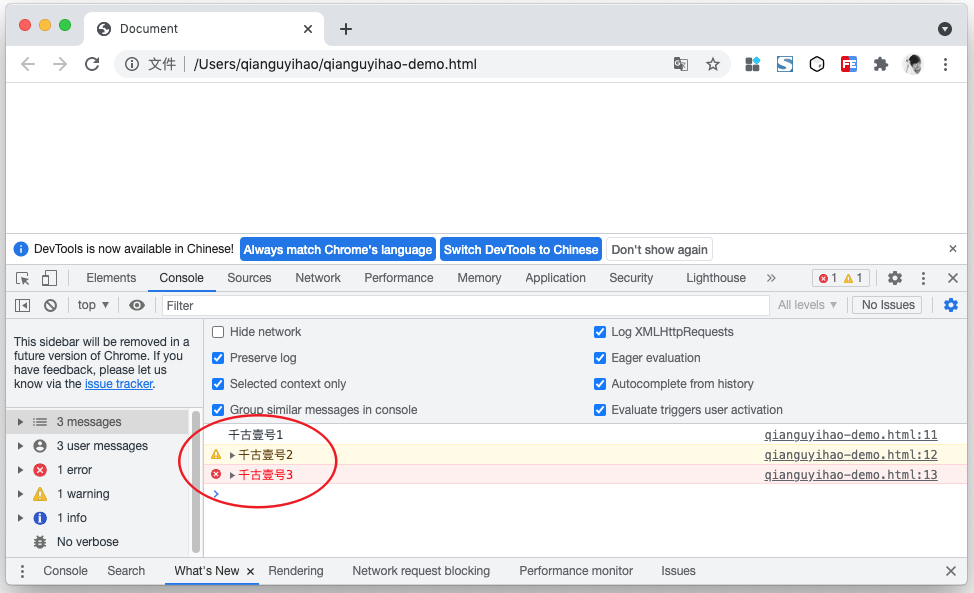 Document
文件 /Users/qianguyihao/qianguyihao-demo.html
DevTools is now available in Chinese! Always match Chrome's language Switch DevTools to Chinese Don't show again
Elements Console Sources Network Performance Memory Application Security Lighthouse 1 1
top Filter All levels No Issues
This sidebar will be removed in a
future version of Chrome. If you
have feedback, please let us
know via the issue tracker.
3 messages
3 user messages
1 error
1 warning
1 info
No verbose
Hide network
Log XMLHttpRequests
Preserve log
Eager evaluation
Selected context only
Autocomplete from history
Group similar messages in console
Evaluate triggers user activation
千古壹号1 qianguyihao-demo.html:11
千古壹号2 qianguyihao-demo.html:12
千古壹号3 qianguyihao-demo.html:13
Console Search What's New Rendering Network request blocking Performance monitor Issues